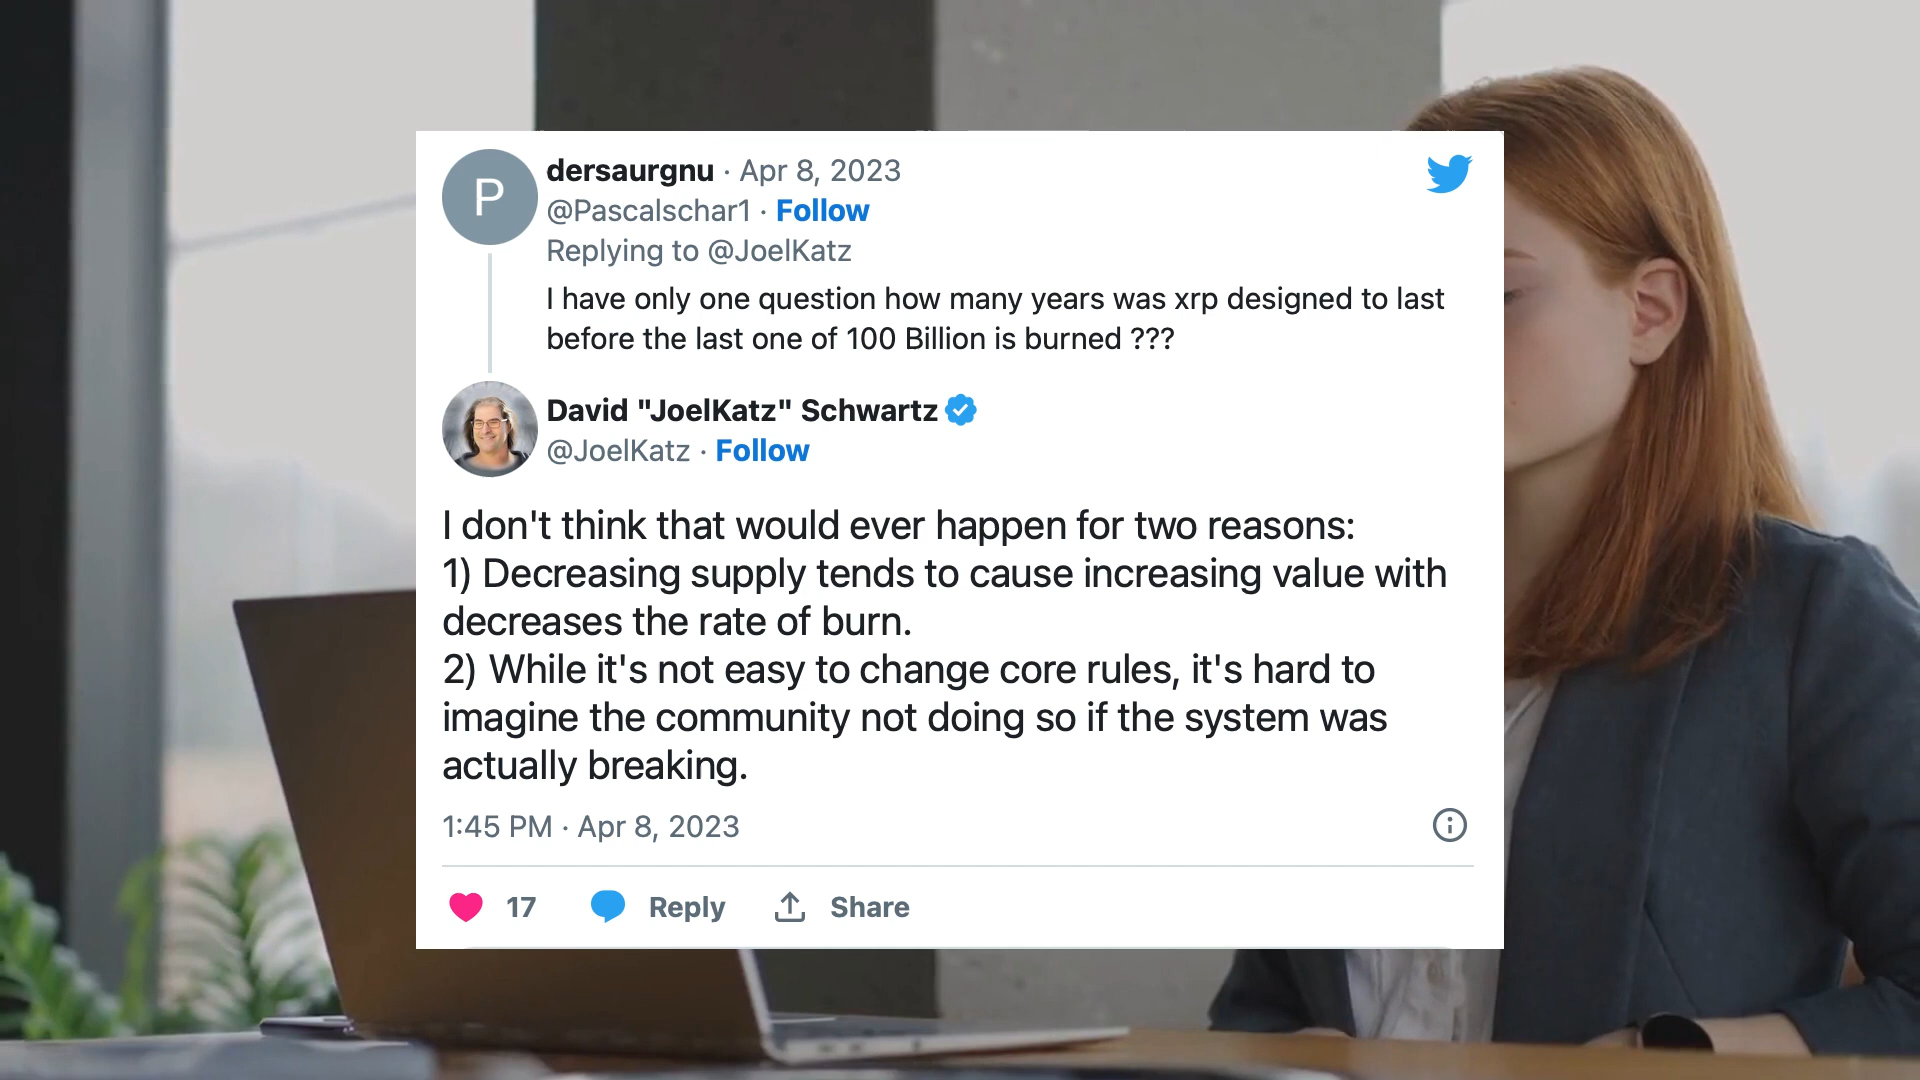 P
dersaurgnu · Apr 8, 2023
@Pascalschar1 · Follow
Replying to @JoelKatz
I have only one question how many years was xrp designed to last
before the last one of 100 Billion is burned ???
David "JoelKatz" Schwartz
@JoelKatz · Follow
I don't think that would ever happen for two reasons:
1) Decreasing supply tends to cause increasing value with
decreases the rate of burn.
2) While it's not easy to change core rules, it's hard to
imagine the community not doing so if the system was
actually breaking.
1:45 PM · Apr 8, 2023
17 Reply Share